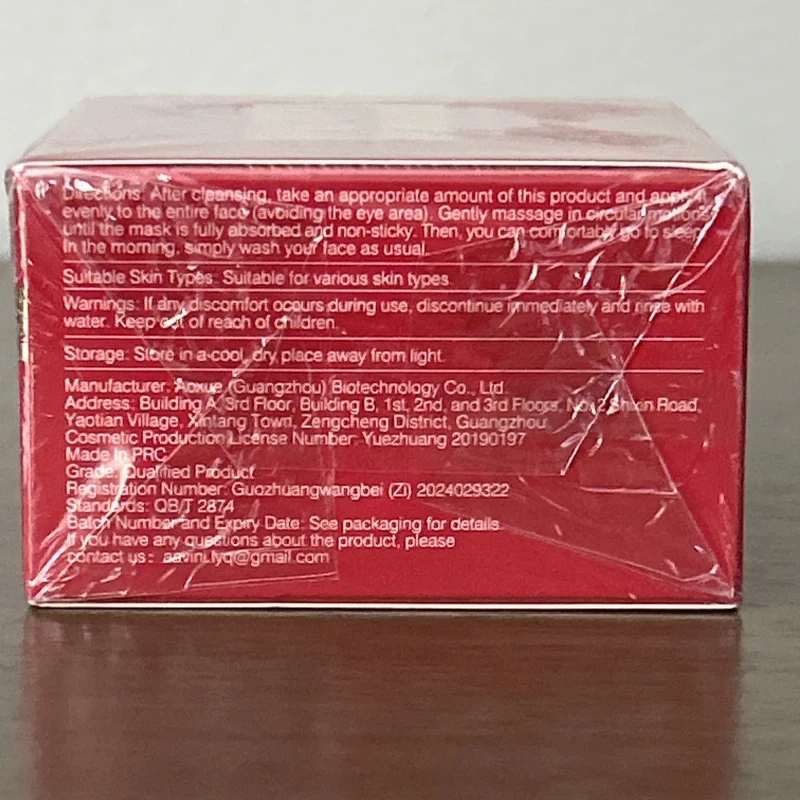 Directions: After cleansing, take an appropriate amount of this product and apply
evenly to the entire face (avoiding the eye area). Gently massage in circular motions
until the mask is fully absorbed and non-sticky. Then, you can comfortably go to sleep.
In the morning, simply wash your face as usual.
Suitable Skin Types: Suitable for various skin types.
Warnings: If any discomfort occurs during use, discontinue immediately and rinse with
water. Keep out of reach of children.
Storage: Store in a cool, dry, place away from light.
Manufacturer: Aoxue (Guangzhou) Biotechnology Co., Ltd.
Address: Building A, 3rd Floor, Building B, 1st, 2nd, and 3rd Floors, No. 2 Shixin Road,
Yaotian Village, Xintang Town, Zengcheng District, Guangzhou.
Cosmetic Production License Number: Yuezhuang 20190197
Made In PRC
Grade: Qualified Product
Registration Number: Guozhuangwangbei (Zi) 2024029322
Standards: QB/T 2874
Batch Number and Expiry Date: See packaging for details.
If you have any questions about the product, please
contact us: aavini.fyq@gmail.com